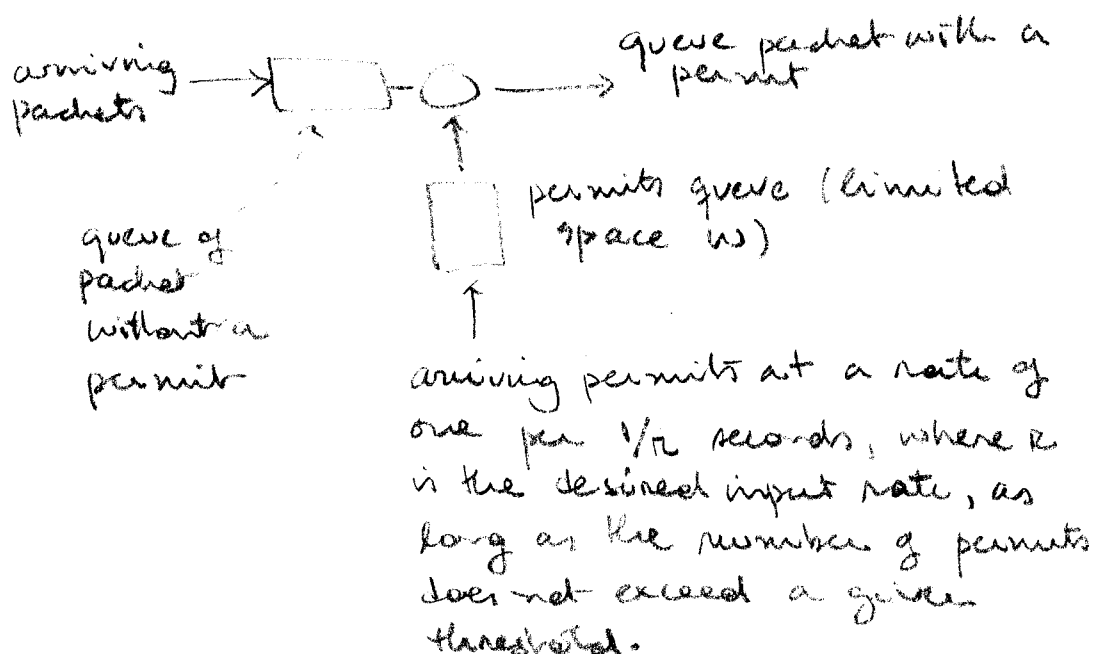 arriving
packets
queue packet with a
permit
permits queue (limited
space W)
queue of
packet
without a
permit
arriving permits at a rate of
one per 1/r seconds, where r
is the desired input rate, as
long as the number of permits
does not exceed a given
threshold.